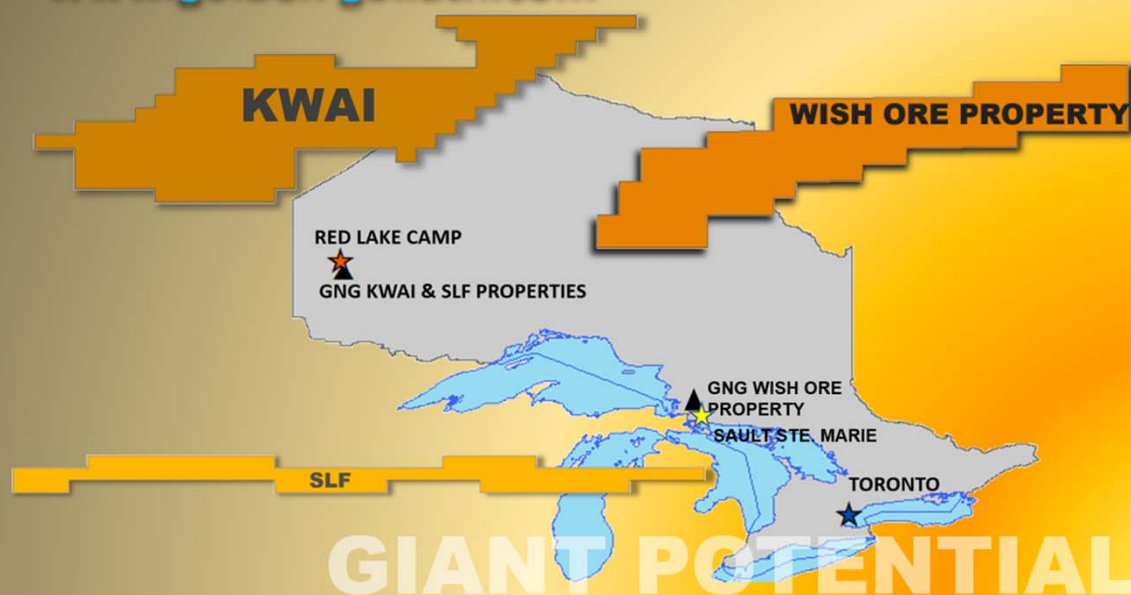 KWAI
WISH ORE PROPERTY
RED LAKE CAMP
GNG KWAI & SLF PROPERTIES
GNG WISH ORE
PROPERTY
SAULT STE. MARIE
SLF
TORONTO
GIANT POTENTIAL